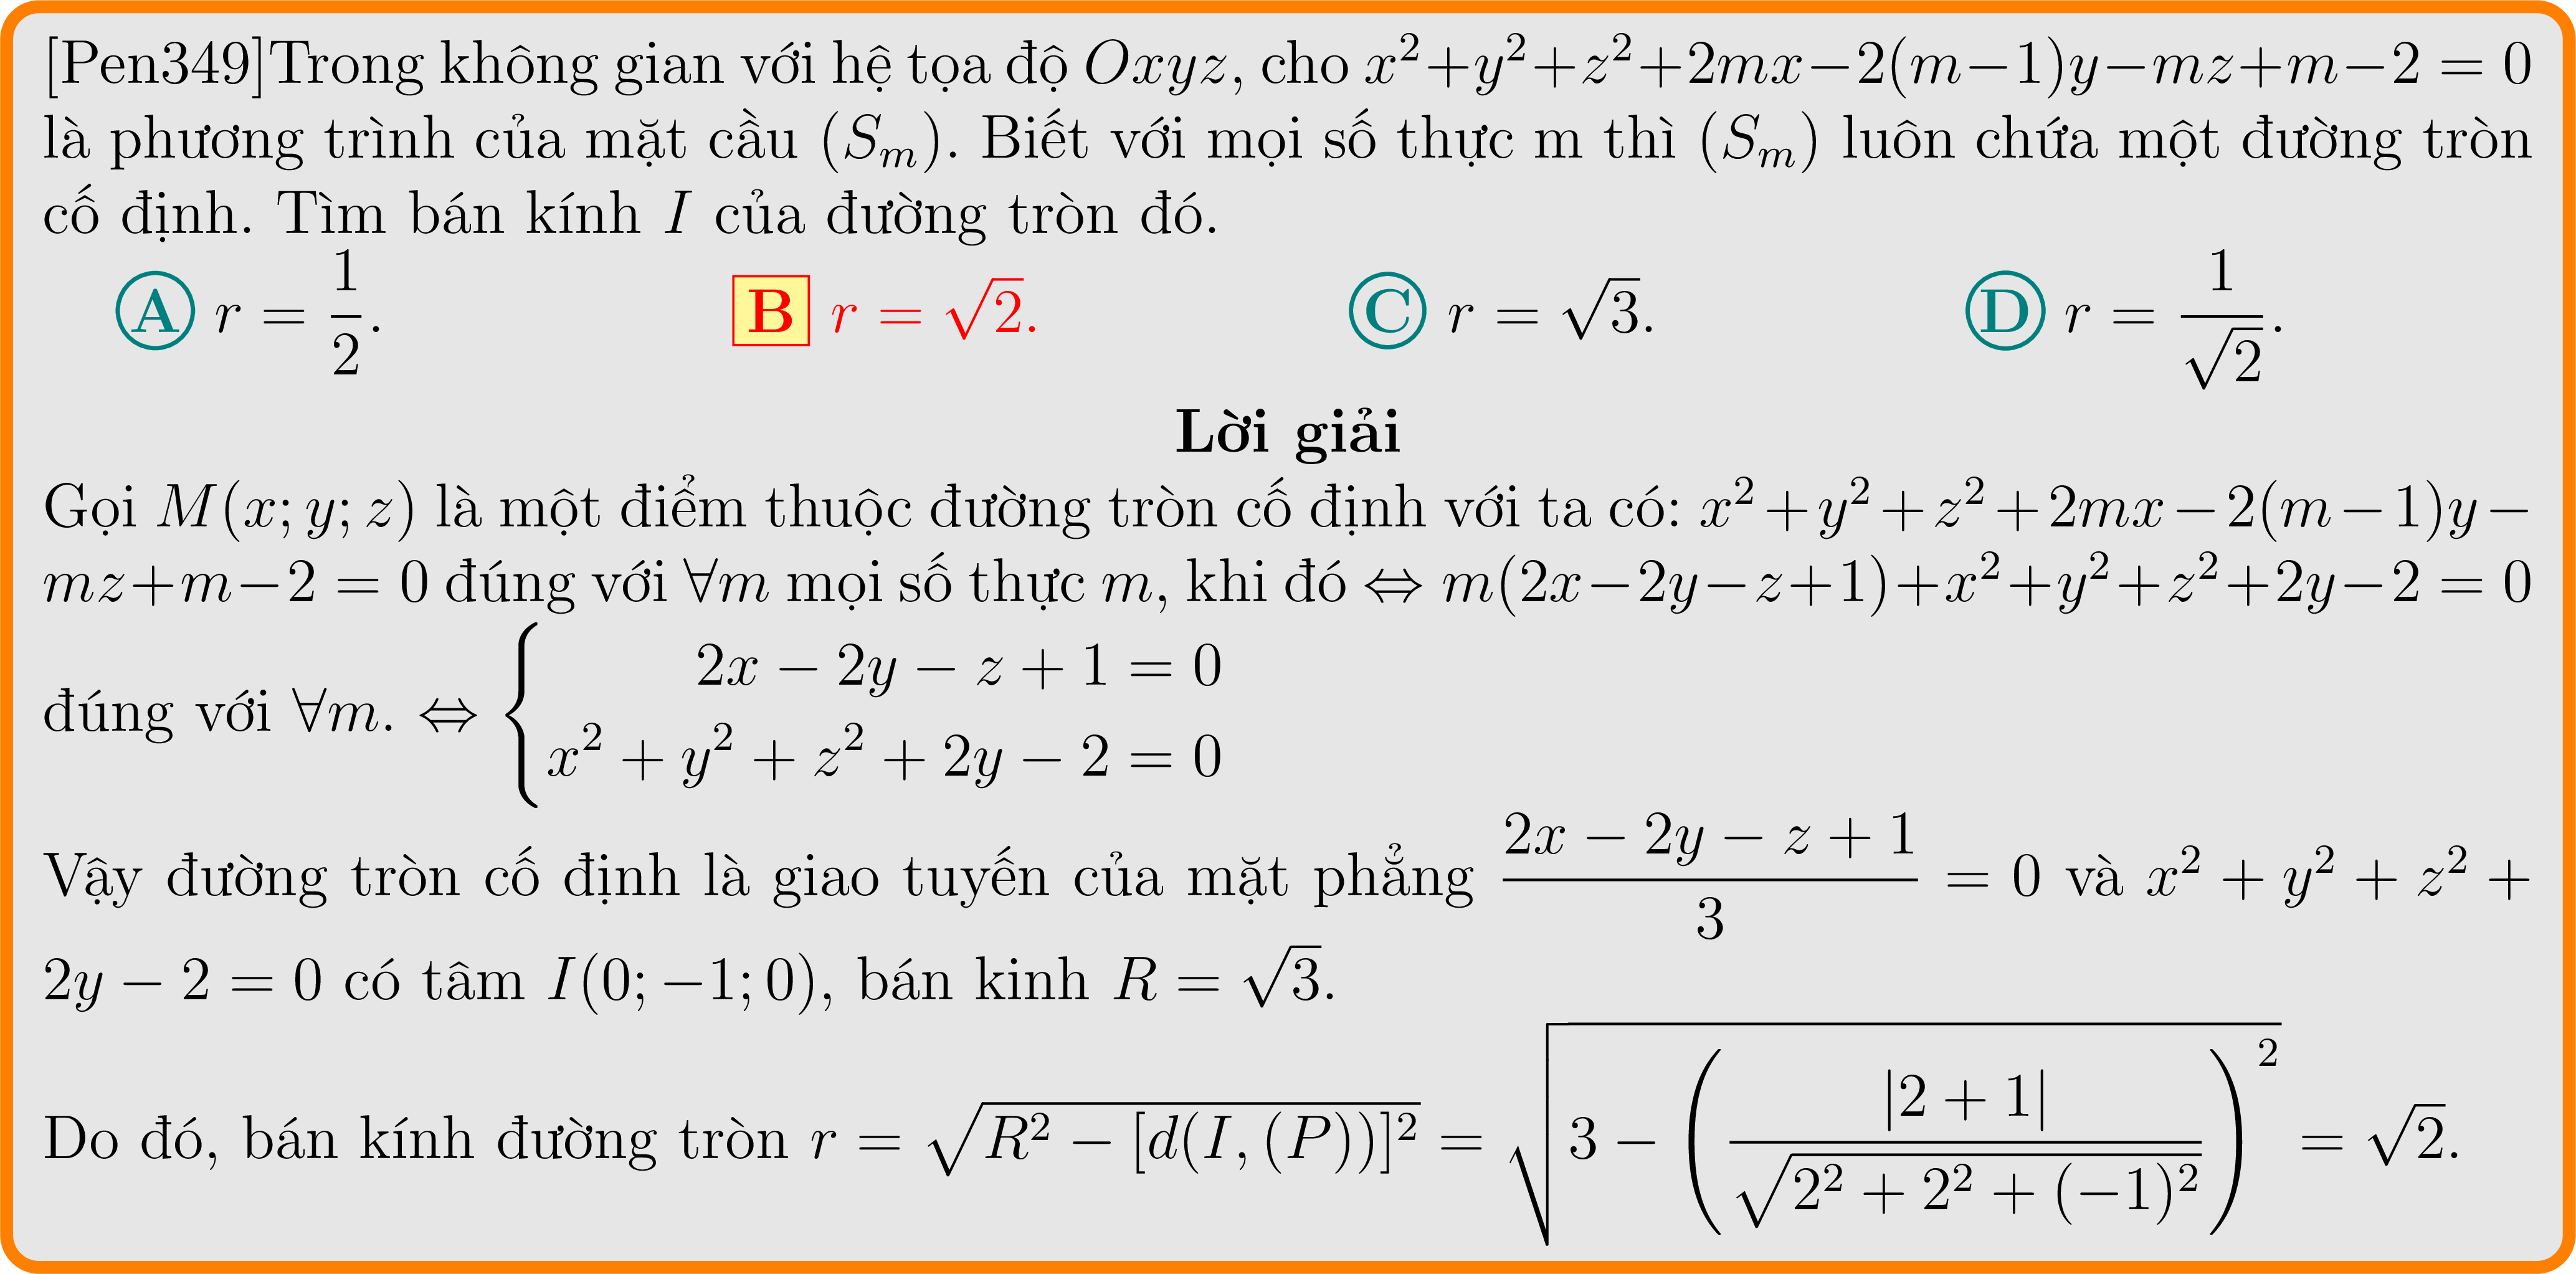 [Pen349]Trong không gian với hệ tọa độ $Oxyz$, cho $x^2+y^2+z^2+2mx-2(m-1)y-mz+m-2=0$
là phương trình của mặt cầu $(S_m)$. Biết với mọi số thực m thì $(S_m)$ luôn chứa một đường tròn
cố định. Tìm bán kính $I$ của đường tròn đó.
A $r = \dfrac{1}{2}$. B $r = \sqrt{2}$. C $r = \sqrt{3}$. D $r = \dfrac{1}{\sqrt{2}}$.
Lời giải
Gọi $M(x; y; z)$ là một điểm thuộc đường tròn cố định với ta có: $x^2+y^2+z^2+2mx-2(m-1)y-$
$mz+m-2=0$ đúng với $\forall m$ mọi số thực $m$, khi đó $\Leftrightarrow m(2x-2y-z+1)+x^2+y^2+z^2+2y-2=0$
đúng với $\forall m$. $\Leftrightarrow \begin{cases} 2x-2y-z+1=0 \\ x^2+y^2+z^2+2y-2=0 \end{cases}$
Vậy đường tròn cố định là giao tuyến của mặt phẳng $\dfrac{2x-2y-z+1}{3}=0$ và $x^2+y^2+z^2+$
$2y-2=0$ có tâm $I(0;-1;0)$, bán kinh $R=\sqrt{3}$.
Do đó, bán kính đường tròn $r=\sqrt{R^2-[d(I,(P))]^2}=\sqrt{3-\left(\dfrac{|2+1|}{\sqrt{2^2+2^2+(-1)^2}}\right)^2}=\sqrt{2}$.